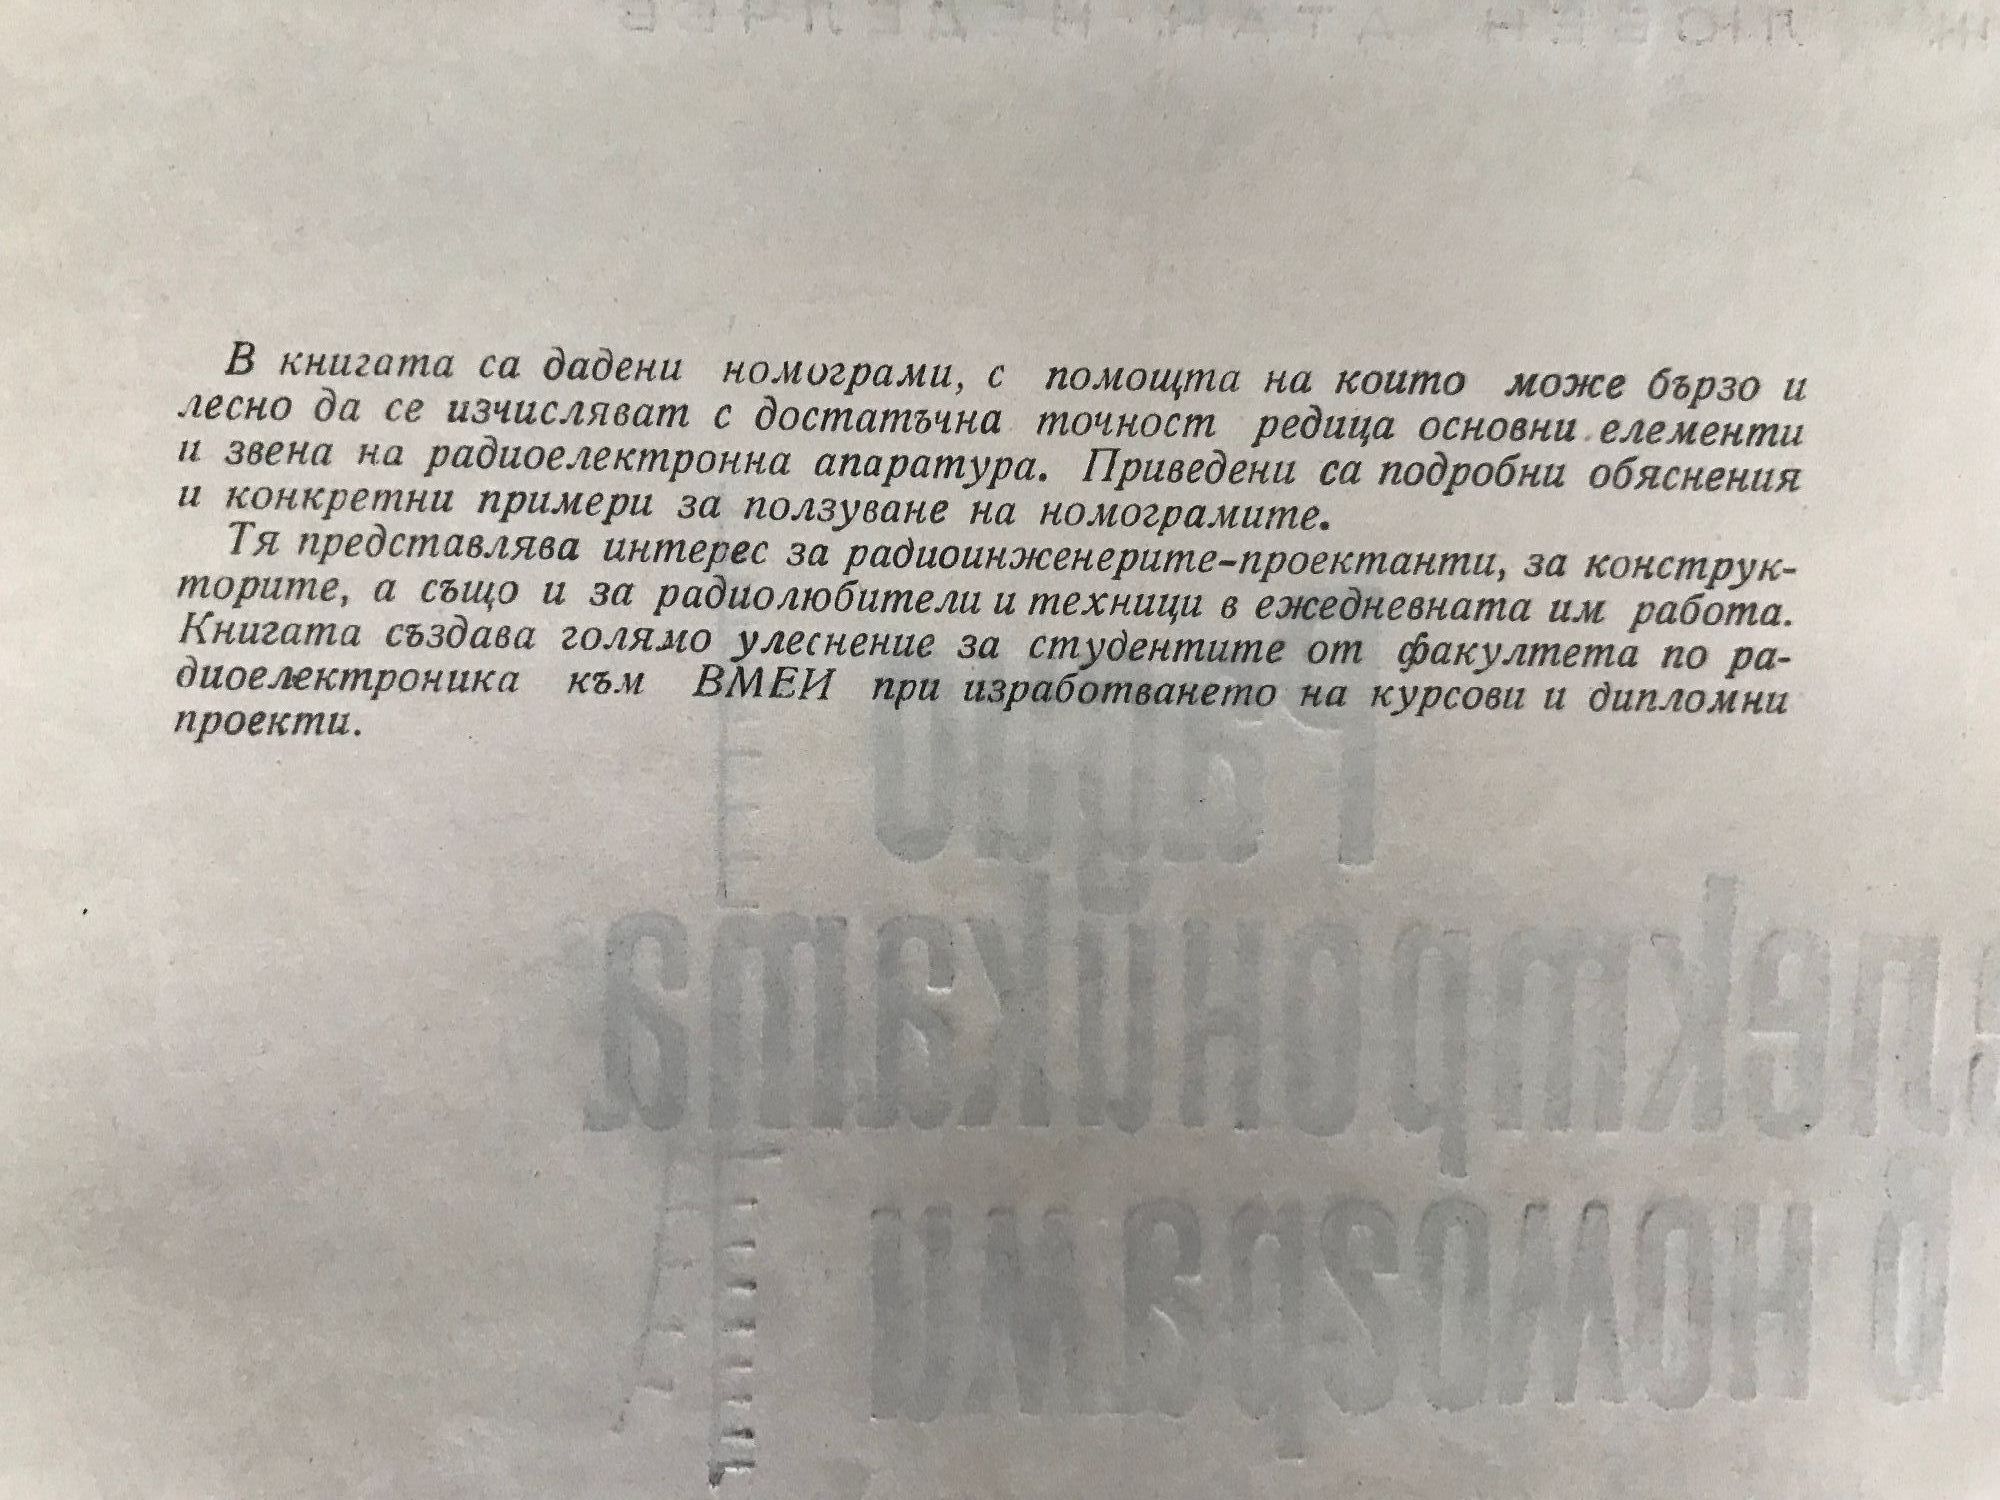 В книгата са дадени номограми, с помощта на които може бързо и
лесно да се изчисляват с достатъчна точност редица основни елементи
и звена на радиоелектронна апаратура. Приведени са подробни обяснения
и конкретни примери за ползуване на номограмите.
Тя представлява интерес за радиоинженерите-проектанти, за конструк-
торите, а също и за радиолюбители и техници в ежедневната им работа.
Книгата създава голямо улеснение за студентите от факултета по ра-
диоелектроника към ВМЕИ при изработването на курсови и дипломни
проекти.
електрониката
в номограми